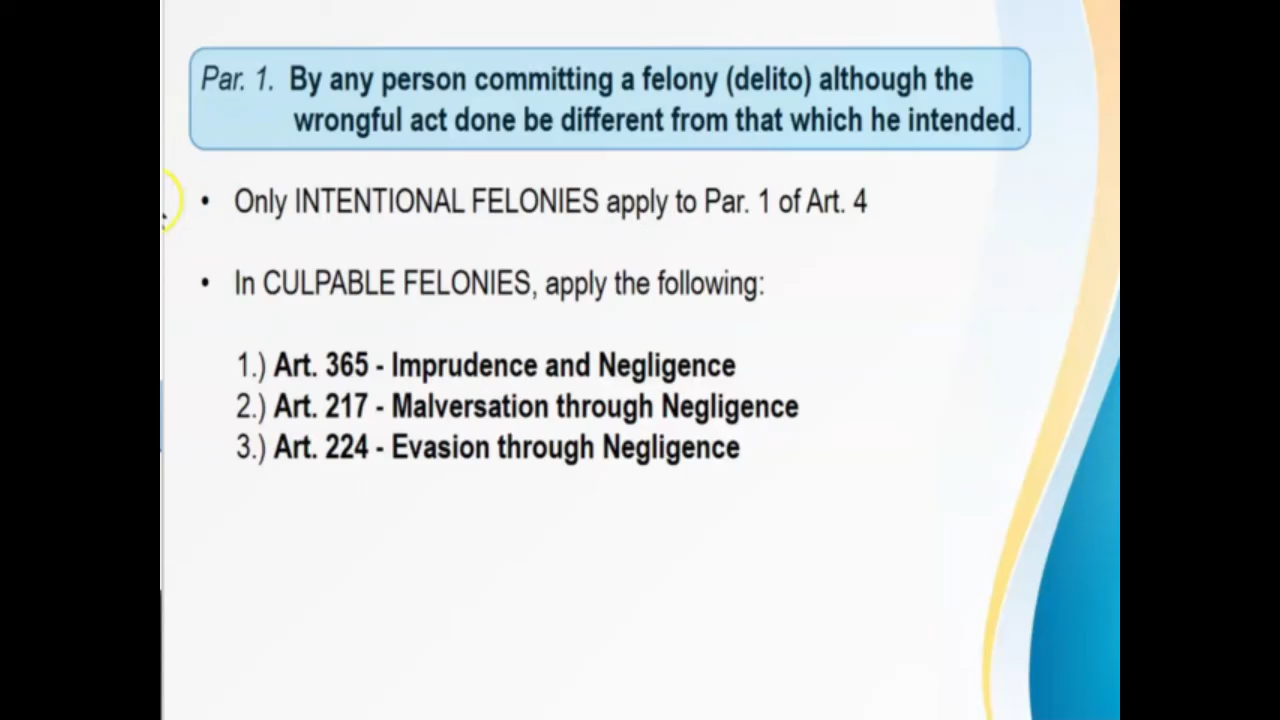 Par. 1. By any person committing a felony (delito) although the
wrongful act done be different from that which he intended.
• Only INTENTIONAL FELONIES apply to Par. 1 of Art. 4
• In CULPABLE FELONIES, apply the following:
1.) Art. 365 - Imprudence and Negligence
2.) Art. 217 - Malversation through Negligence
3.) Art. 224 - Evasion through Negligence